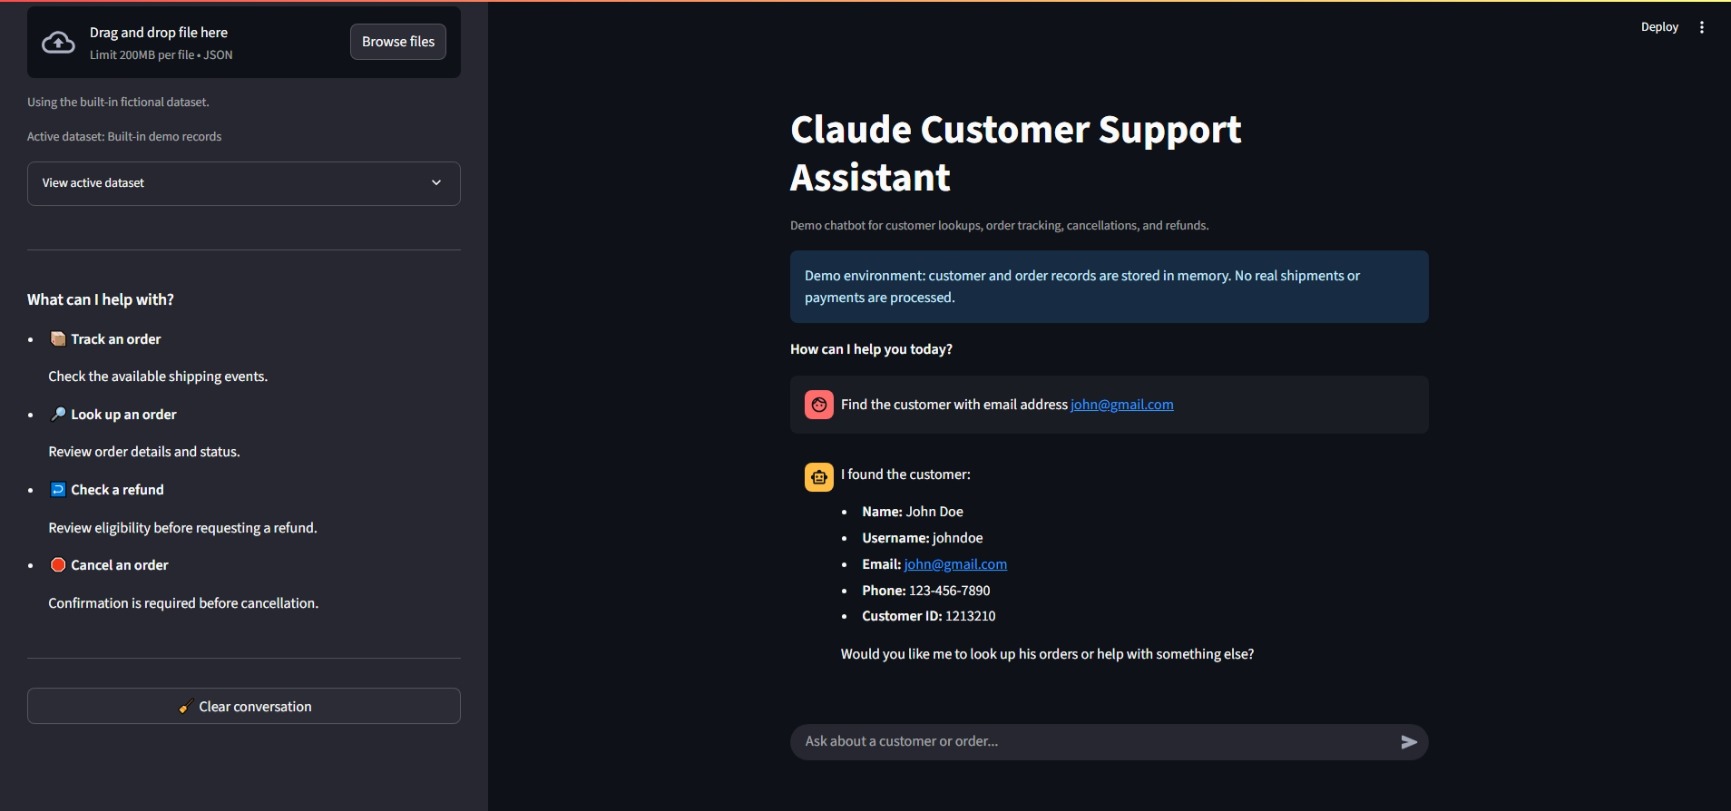 Drag and drop file here
Limit 200MB per file • JSON
Browse files
Using the built-in fictional dataset.
Active dataset: Built-in demo records
View active dataset
What can I help with?
• 📦 Track an order
Check the available shipping events.
• 🔎 Look up an order
Review order details and status.
• ↩️ Check a refund
Review eligibility before requesting a refund.
• 🛑 Cancel an order
Confirmation is required before cancellation.
🧹 Clear conversation
Deploy
Claude Customer Support
Assistant
Demo chatbot for customer lookups, order tracking, cancellations, and refunds.
Demo environment: customer and order records are stored in memory. No real shipments or
payments are processed.
How can I help you today?
Find the customer with email address john@gmail.com
I found the customer:
• Name: John Doe
• Username: johndoe
• Email: john@gmail.com
• Phone: 123-456-7890
• Customer ID: 1213210
Would you like me to look up his orders or help with something else?
Ask about a customer or order...